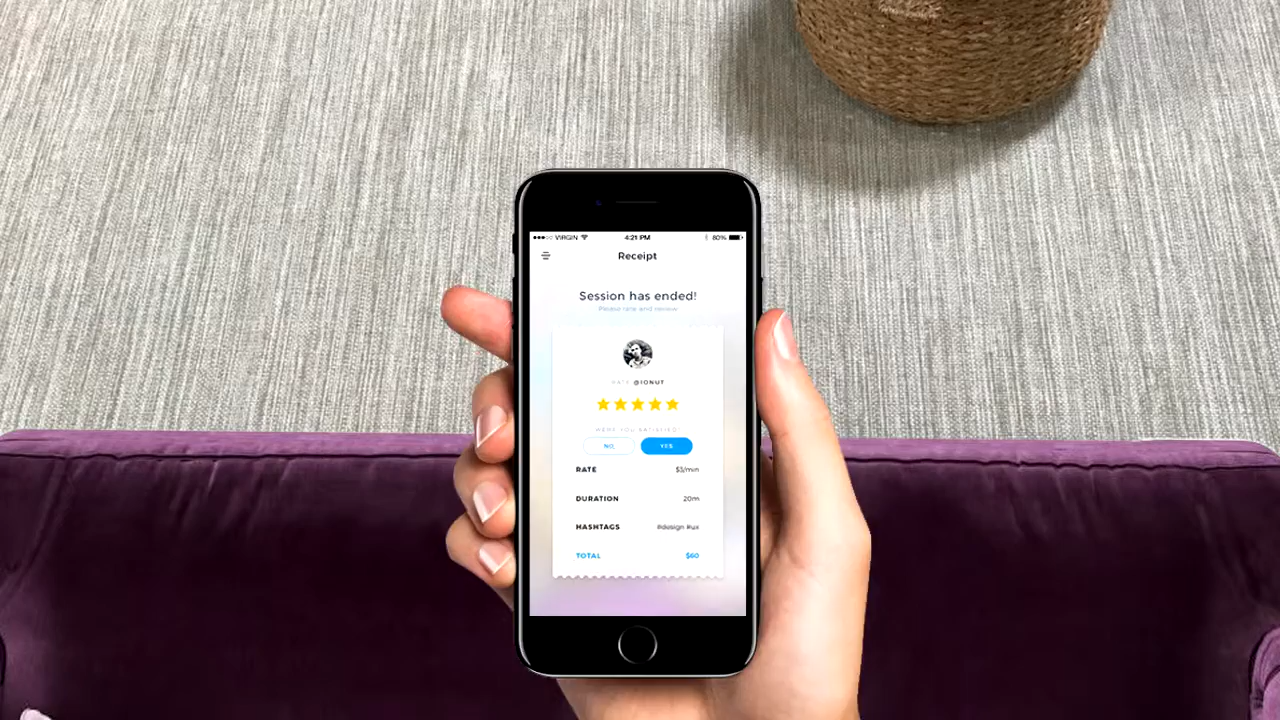 VIRGIN 4:21 PM 80%
Receipt
Session has ended!
Please rate and review
RATE @IONUT
WERE YOU SATISFIED?
NO YES
RATE $3/min
DURATION 20m
HASHTAGS #design #ux
TOTAL $60